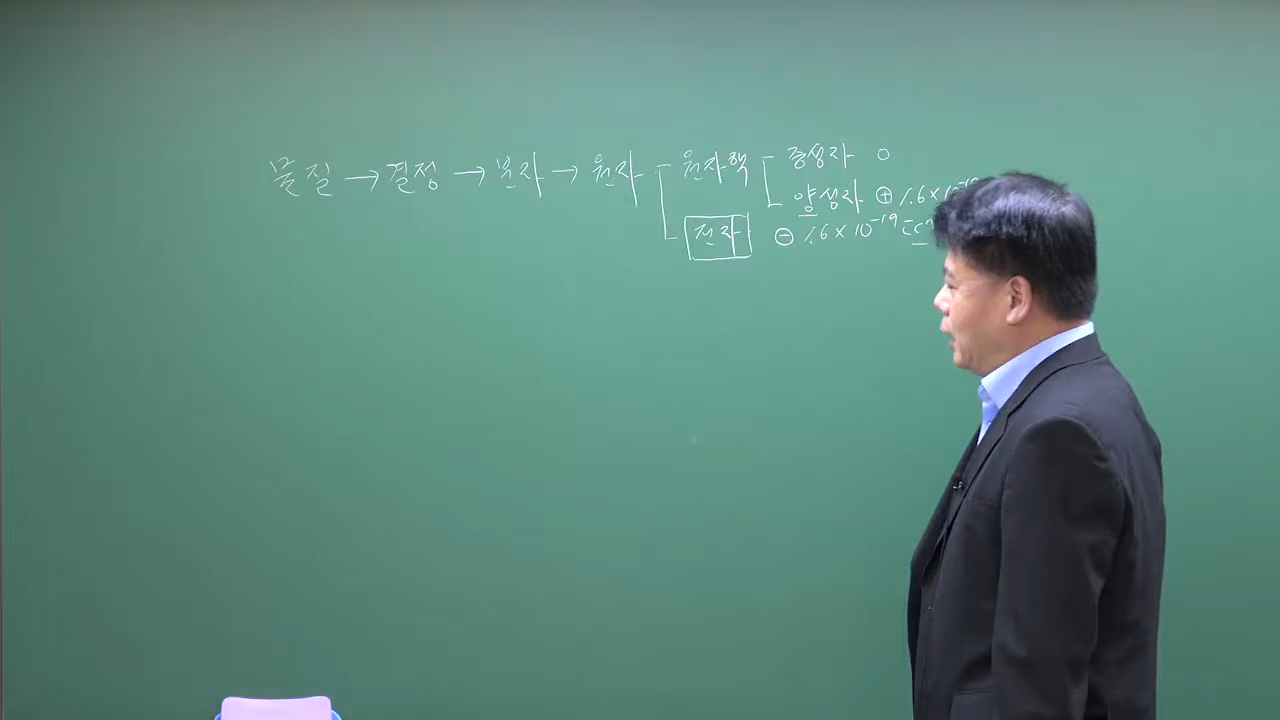 물질 → 결정 → 분자 → 원자 원자핵 중성자 0
양성자 ⊕ 1.6×10
전자 ⊖ 1.6×10⁻¹⁹